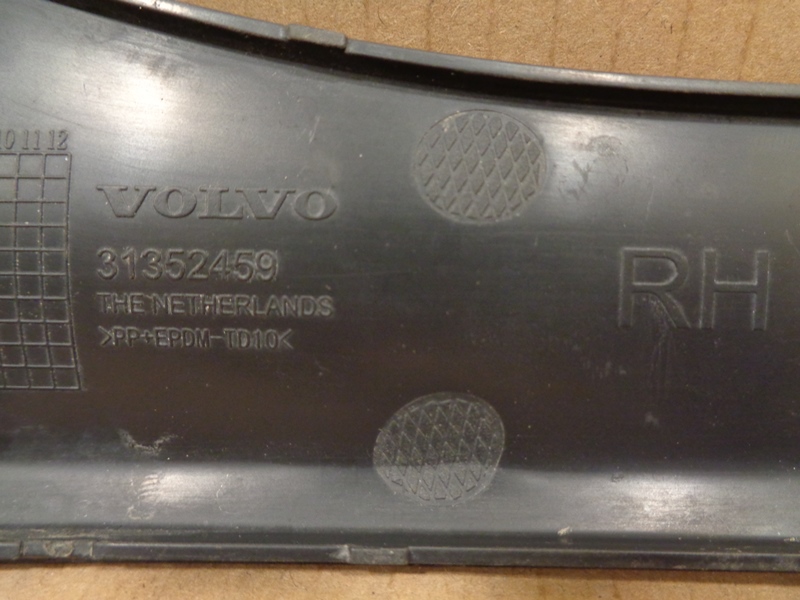 10 11 12
VOLVO
31352459
THE NETHERLANDS
>PP+EPDM-TD10<
RH